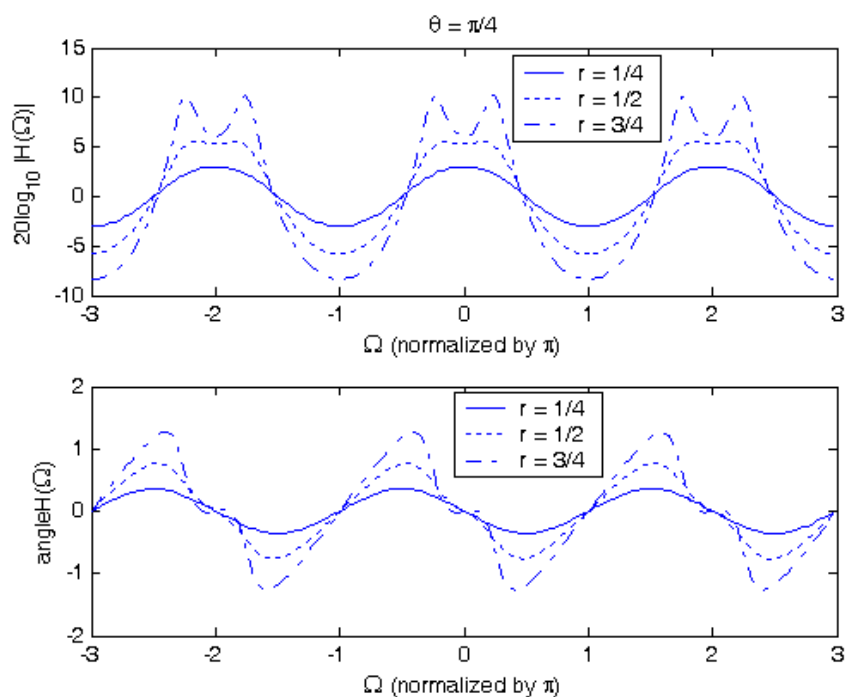 θ = π/4
15
10
5
0
-5
-10
20log10 |H(Ω)|
r = 1/4
r = 1/2
r = 3/4
-3 -2 -1 0 1 2 3
Ω (normalized by π)
2
1
0
-1
-2
angleH(Ω)
r = 1/4
r = 1/2
r = 3/4
-3 -2 -1 0 1 2 3
Ω (normalized by π)